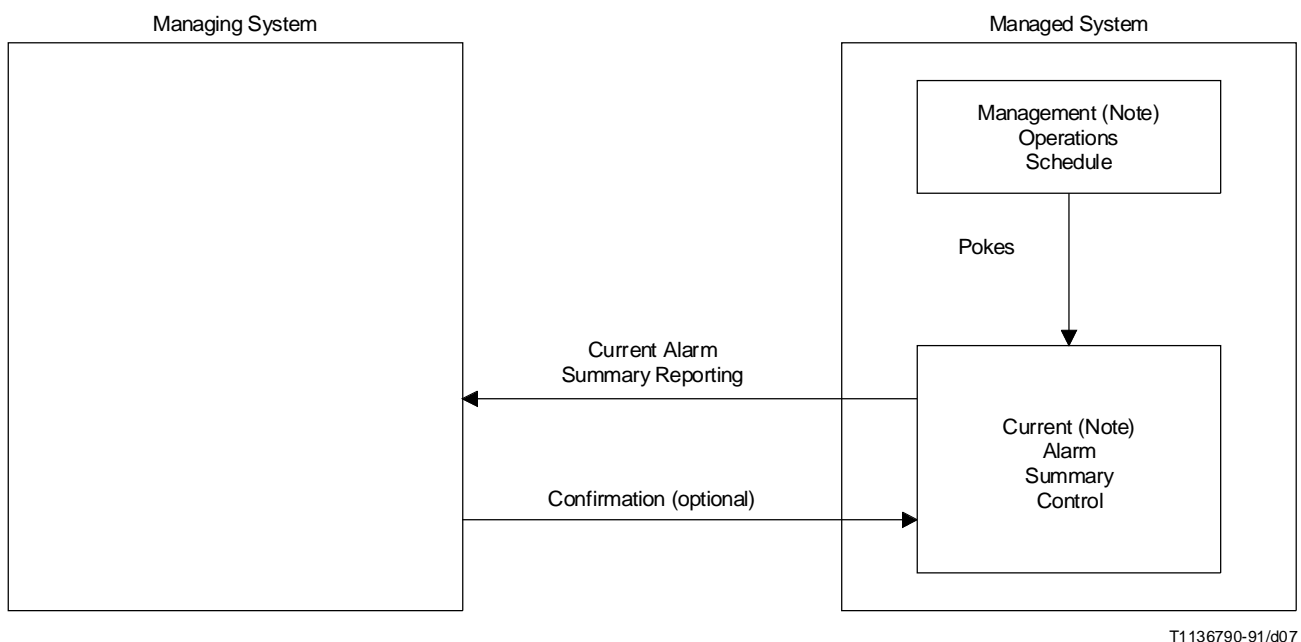 Managing System
Managed System
Management (Note)
Operations
Schedule
Pokes
Current Alarm
Summary Reporting
Current (Note)
Alarm
Summary
Control
Confirmation (optional)
T1136790-91/d07